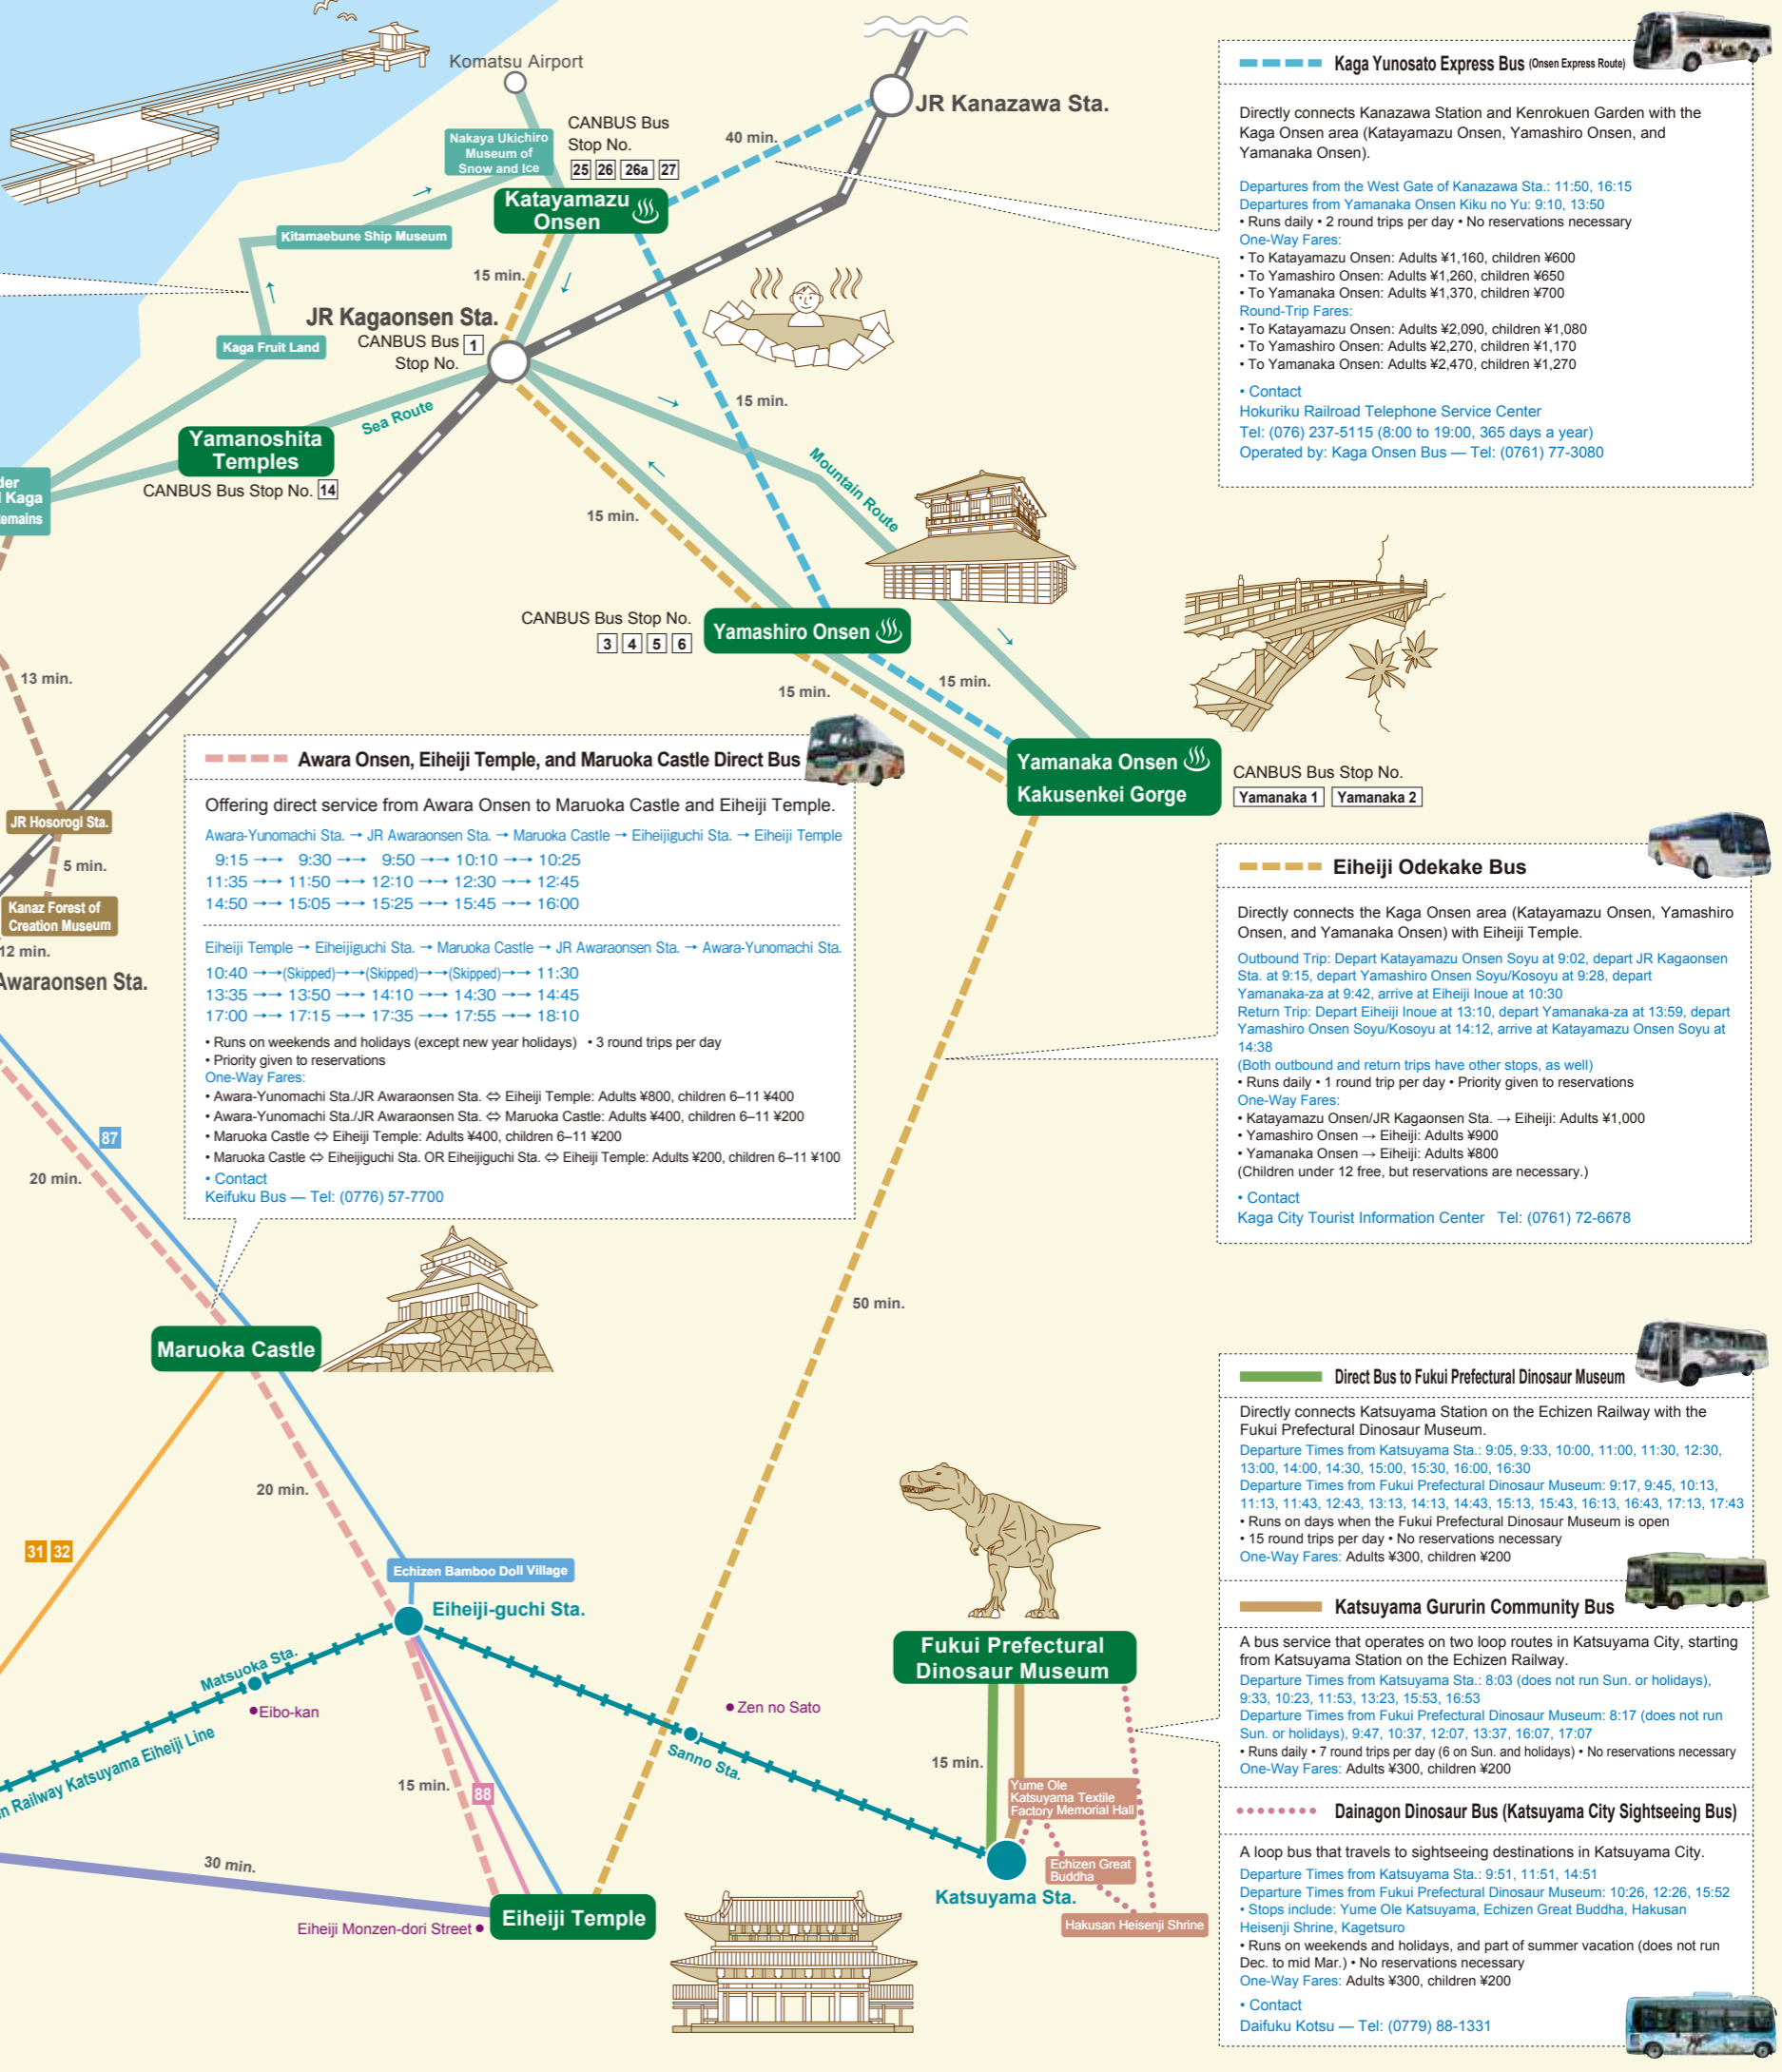 Komatsu Airport
JR Kanazawa Sta.
40 min.
Nakaya Ukichiro
Museum of
Snow and Ice
CANBUS Bus
Stop No.
25 26 26a 27
Katayamazu
Onsen
Kitamaebune Ship Museum
15 min.
JR Kagaonsen Sta.
CANBUS Bus 1
Stop No.
Kaga Fruit Land
Sea Route
Yamanoshita
Temples
CANBUS Bus Stop No. 14
der
Kaga
emains
15 min.
Mountain Route
15 min.
CANBUS Bus Stop No.
3 4 5 6
Yamashiro Onsen
15 min.
15 min.
13 min.
Yamanaka Onsen
Kakusenkei Gorge
CANBUS Bus Stop No.
Yamanaka 1 Yamanaka 2
JR Hosorogi Sta.
5 min.
Kanaz Forest of
Creation Museum
12 min.
Awaraonsen Sta.
Kaga Yunosato Express Bus (Onsen Express Route)
Directly connects Kanazawa Station and Kenrokuen Garden with the
Kaga Onsen area (Katayamazu Onsen, Yamashiro Onsen, and
Yamanaka Onsen).
Departures from the West Gate of Kanazawa Sta.: 11:50, 16:15
Departures from Yamanaka Onsen Kiku no Yu: 9:10, 13:50
• Runs daily • 2 round trips per day • No reservations necessary
One-Way Fares:
• To Katayamazu Onsen: Adults ¥1,160, children ¥600
• To Yamashiro Onsen: Adults ¥1,260, children ¥650
• To Yamanaka Onsen: Adults ¥1,370, children ¥700
Round-Trip Fares:
• To Katayamazu Onsen: Adults ¥2,090, children ¥1,080
• To Yamashiro Onsen: Adults ¥2,270, children ¥1,170
• To Yamanaka Onsen: Adults ¥2,470, children ¥1,270
• Contact
Hokuriku Railroad Telephone Service Center
Tel: (076) 237-5115 (8:00 to 19:00, 365 days a year)
Operated by: Kaga Onsen Bus — Tel: (0761) 77-3080
Awara Onsen, Eiheiji Temple, and Maruoka Castle Direct Bus
Offering direct service from Awara Onsen to Maruoka Castle and Eiheiji Temple.
Awara-Yunomachi Sta. → JR Awaraonsen Sta. → Maruoka Castle → Eiheijiguchi Sta. → Eiheiji Temple
9:15 →→ 9:30 →→ 9:50 →→ 10:10 →→ 10:25
11:35 →→ 11:50 →→ 12:10 →→ 12:30 →→ 12:45
14:50 →→ 15:05 →→ 15:25 →→ 15:45 →→ 16:00
Eiheiji Temple → Eiheijiguchi Sta. → Maruoka Castle → JR Awaraonsen Sta. → Awara-Yunomachi Sta.
10:40 →→(Skipped)→→(Skipped)→→(Skipped)→→ 11:30
13:35 →→ 13:50 →→ 14:10 →→ 14:30 →→ 14:45
17:00 →→ 17:15 →→ 17:35 →→ 17:55 →→ 18:10
• Runs on weekends and holidays (except new year holidays) • 3 round trips per day
• Priority given to reservations
One-Way Fares:
• Awara-Yunomachi Sta./JR Awaraonsen Sta. ⇔ Eiheiji Temple: Adults ¥800, children 6–11 ¥400
• Awara-Yunomachi Sta./JR Awaraonsen Sta. ⇔ Maruoka Castle: Adults ¥400, children 6–11 ¥200
• Maruoka Castle ⇔ Eiheiji Temple: Adults ¥400, children 6–11 ¥200
• Maruoka Castle ⇔ Eiheijiguchi Sta. OR Eiheijiguchi Sta. ⇔ Eiheiji Temple: Adults ¥200, children 6–11 ¥100
• Contact
Keifuku Bus — Tel: (0776) 57-7700
Eiheiji Odekake Bus
Directly connects the Kaga Onsen area (Katayamazu Onsen, Yamashiro
Onsen, and Yamanaka Onsen) with Eiheiji Temple.
Outbound Trip: Depart Katayamazu Onsen Soyu at 9:02, depart JR Kagaonsen
Sta. at 9:15, depart Yamashiro Onsen Soyu/Kosoyu at 9:28, depart
Yamanaka-za at 9:42, arrive at Eiheiji Inoue at 10:30
Return Trip: Depart Eiheiji Inoue at 13:10, depart Yamanaka-za at 13:59, depart
Yamashiro Onsen Soyu/Kosoyu at 14:12, arrive at Katayamazu Onsen Soyu at
14:38
(Both outbound and return trips have other stops, as well)
• Runs daily • 1 round trip per day • Priority given to reservations
One-Way Fares:
• Katayamazu Onsen/JR Kagaonsen Sta. → Eiheiji: Adults ¥1,000
• Yamashiro Onsen → Eiheiji: Adults ¥900
• Yamanaka Onsen → Eiheiji: Adults ¥800
(Children under 12 free, but reservations are necessary.)
• Contact
Kaga City Tourist Information Center Tel: (0761) 72-6678
87
20 min.
50 min.
Maruoka Castle
20 min.
31 32
Echizen Bamboo Doll Village
Eiheiji-guchi Sta.
Matsuoka Sta.
Eibo-kan
n Railway Katsuyama Eiheiji Line
Zen no Sato
Sanno Sta.
15 min.
88
30 min.
Eiheiji Temple
Eiheiji Monzen-dori Street
Fukui Prefectural
Dinosaur Museum
15 min.
Yume Ole
Katsuyama Textile
Factory Memorial Hall
Echizen Great
Buddha
Katsuyama Sta.
Hakusan Heisenji Shrine
Direct Bus to Fukui Prefectural Dinosaur Museum
Directly connects Katsuyama Station on the Echizen Railway with the
Fukui Prefectural Dinosaur Museum.
Departure Times from Katsuyama Sta.: 9:05, 9:33, 10:00, 11:00, 11:30, 12:30,
13:00, 14:00, 14:30, 15:00, 15:30, 16:00, 16:30
Departure Times from Fukui Prefectural Dinosaur Museum: 9:17, 9:45, 10:13,
11:13, 11:43, 12:43, 13:13, 14:13, 14:43, 15:13, 15:43, 16:13, 16:43, 17:13, 17:43
• Runs on days when the Fukui Prefectural Dinosaur Museum is open
• 15 round trips per day • No reservations necessary
One-Way Fares: Adults ¥300, children ¥200
Katsuyama Gururin Community Bus
A bus service that operates on two loop routes in Katsuyama City, starting
from Katsuyama Station on the Echizen Railway.
Departure Times from Katsuyama Sta.: 8:03 (does not run Sun. or holidays),
9:33, 10:23, 11:53, 13:23, 15:53, 16:53
Departure Times from Fukui Prefectural Dinosaur Museum: 8:17 (does not run
Sun. or holidays), 9:47, 10:37, 12:07, 13:37, 16:07, 17:07
• Runs daily • 7 round trips per day (6 on Sun. and holidays) • No reservations necessary
One-Way Fares: Adults ¥300, children ¥200
Dainagon Dinosaur Bus (Katsuyama City Sightseeing Bus)
A loop bus that travels to sightseeing destinations in Katsuyama City.
Departure Times from Katsuyama Sta.: 9:51, 11:51, 14:51
Departure Times from Fukui Prefectural Dinosaur Museum: 10:26, 12:26, 15:52
• Stops include: Yume Ole Katsuyama, Echizen Great Buddha, Hakusan
Heisenji Shrine, Kagetsuro
• Runs on weekends and holidays, and part of summer vacation (does not run
Dec. to mid Mar.) • No reservations necessary
One-Way Fares: Adults ¥300, children ¥200
• Contact
Daifuku Kotsu — Tel: (0779) 88-1331